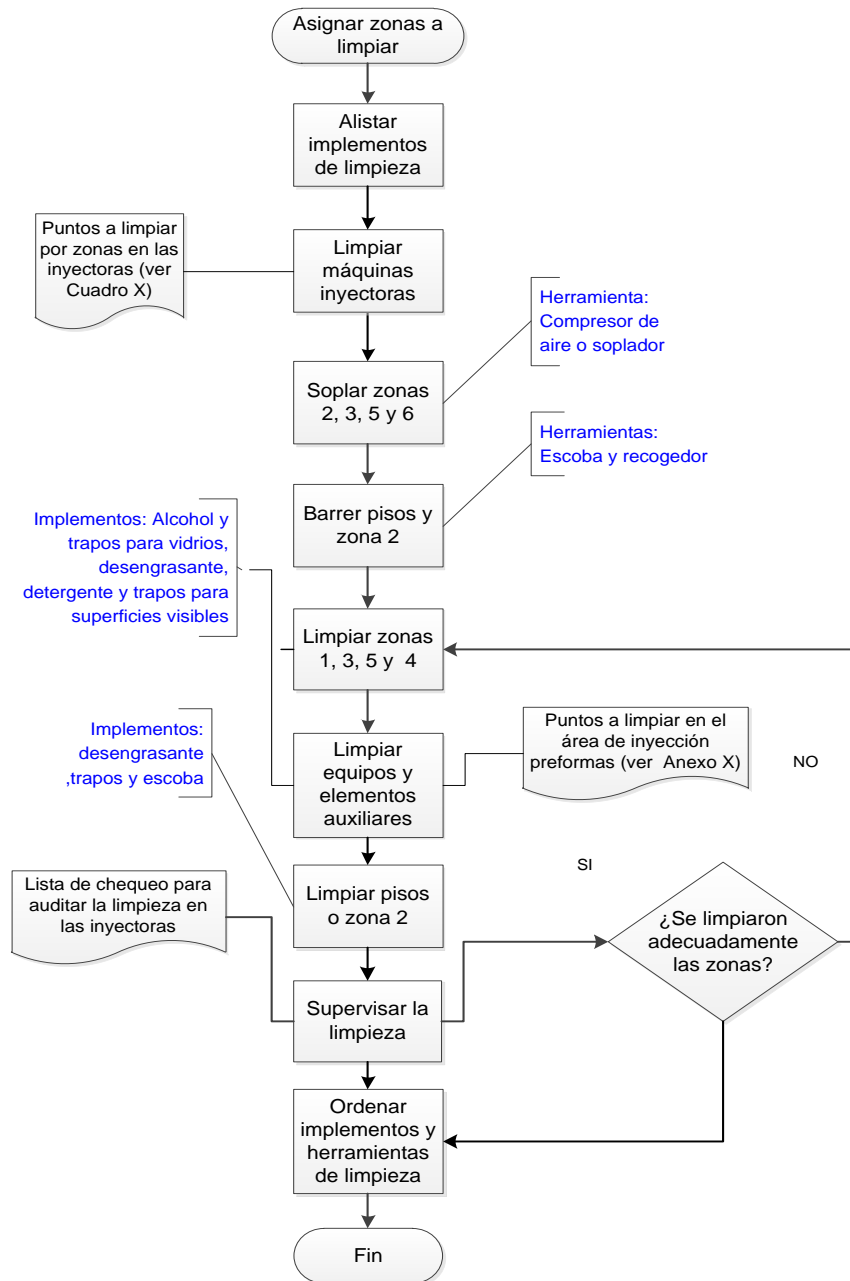 Asignar zonas a
limpiar
Alistar
implementos
de limpieza
Puntos a limpiar
por zonas en las
inyectoras (ver
Cuadro X)
Limpiar
máquinas
inyectoras
Herramienta:
Compresor de
aire o soplador
Soplar zonas
2, 3, 5 y 6
Herramientas:
Escoba y recogedor
Barrer pisos y
zona 2
Implementos: Alcohol y
trapos para vidrios,
desengrasante,
detergente y trapos para
superficies visibles
Limpiar zonas
1, 3, 5 y 4
Implementos:
desengrasante
,trapos y escoba
Limpiar
equipos y
elementos
auxiliares
Puntos a limpiar en el
área de inyección
preformas (ver Anexo X)
NO
SI
Lista de chequeo para
auditar la limpieza en
las inyectoras
Limpiar pisos
o zona 2
¿Se limpiaron
adecuadamente
las zonas?
Supervisar la
limpieza
Ordenar
implementos y
herramientas
de limpieza
Fin